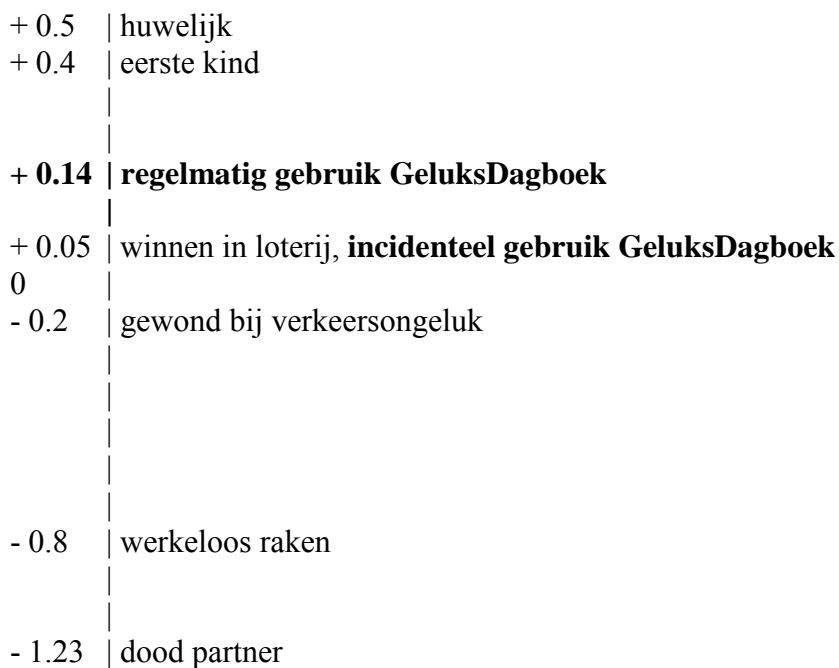 + 0.5 | huwelijk
+ 0.4 | eerste kind
|
|
+ 0.14 | regelmatig gebruik GeluksDagboek
|
+ 0.05 | winnen in loterij, incidenteel gebruik GeluksDagboek
0 |
- 0.2 | gewond bij verkeersongeluk
|
|
|
|
|
|
- 0.8 | werkeloos raken
|
|
- 1.23 | dood partner